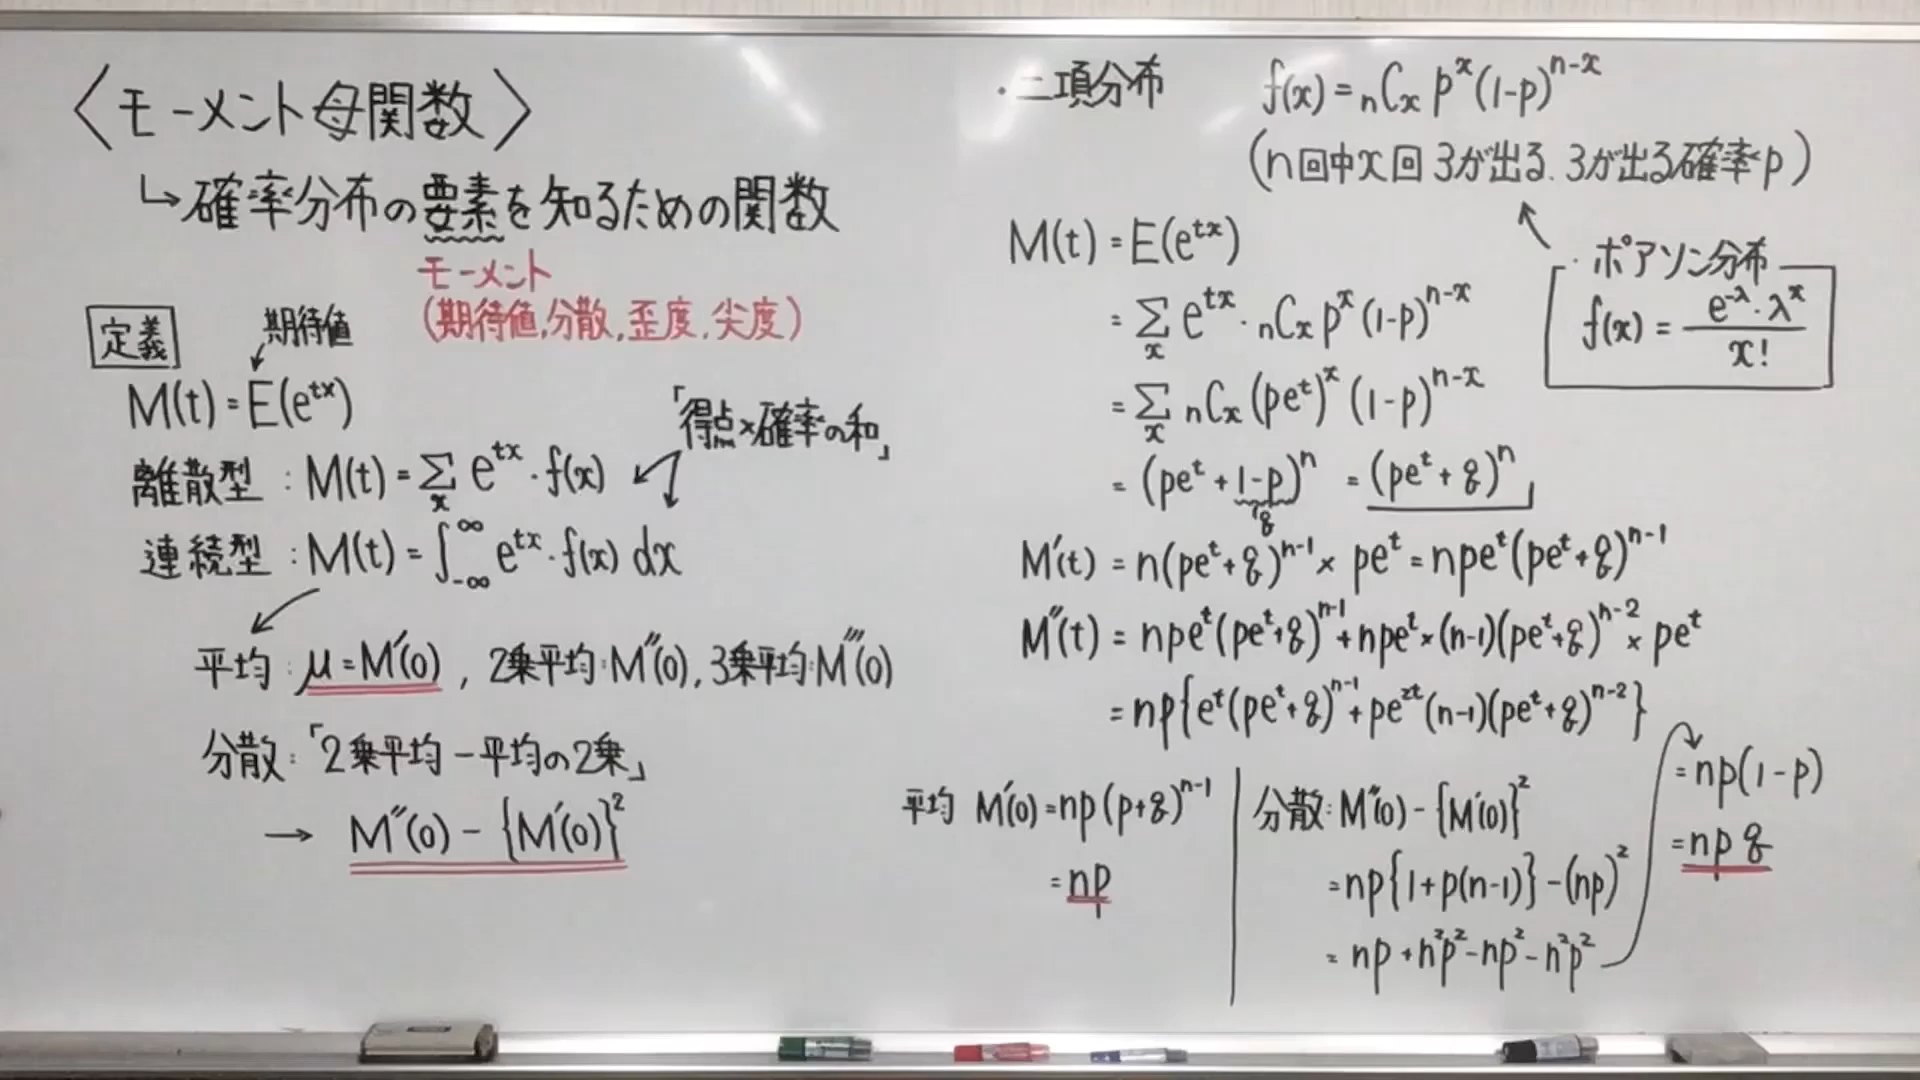 〈モーメント母関数〉
↳確率分布の要素を知るための関数
モーメント
(期待値,分散,歪度,尖度)
定義
期待値
M(t) = E(e^{tx})
「得点×確率の和」
離散型 : M(t) = Σ_x e^{tx}・f(x)
連続型 : M(t) = ∫_{-∞}^{∞} e^{tx}・f(x) dx
平均 : μ = M'(0) , 2乗平均 : M''(0), 3乗平均 : M'''(0)
分散 : 「2乗平均 − 平均の2乗」
→ M''(0) − {M'(0)}^2
・二項分布 f(x) = nCx p^x (1-p)^{n-x}
(n回中x回 3が出る. 3が出る確率p)
・ポアソン分布
f(x) = \frac{e^{-λ}・λ^x}{x!}
M(t) = E(e^{tx})
= Σ_x e^{tx}・nCx p^x (1-p)^{n-x}
= Σ_x nCx (pe^t)^x (1-p)^{n-x}
= (pe^t + 1-p)^n = (pe^t + q)^n
q
M'(t) = n(pe^t+q)^{n-1} × pe^t = npe^t(pe^t+q)^{n-1}
M''(t) = npe^t(pe^t+q)^{n-1} + npe^t×(n-1)(pe^t+q)^{n-2} × pe^t
= np{e^t(pe^t+q)^{n-1} + pe^{2t}(n-1)(pe^t+q)^{n-2}}
平均 M'(0) = np(p+q)^{n-1}
= np
分散 : M''(0) − {M'(0)}^2
= np{1+p(n-1)} − (np)^2
= np + n^2p^2 − np^2 − n^2p^2
= np(1-p)
= npq